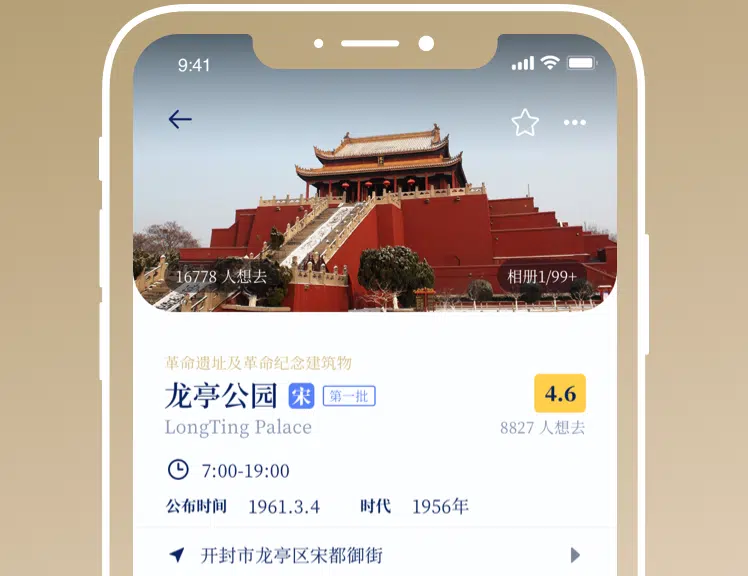 9:41
16778 人想去
相册1/99+
革命遗址及革命纪念建筑物
龙亭公园 宋 第一批
4.6
LongTing Palace
8827 人想去
7:00-19:00
公布时间 1961.3.4 时代 1956年
开封市龙亭区宋都御街